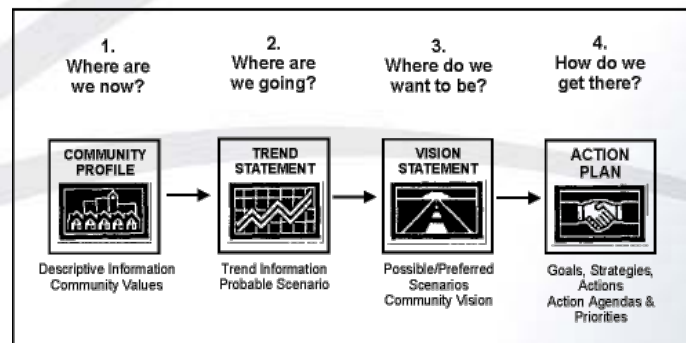 1.
Where are
we now?
2.
Where are
we going?
3.
Where do we
want to be?
4.
How do we
get there?
COMMUNITY
PROFILE
TREND
STATEMENT
VISION
STATEMENT
ACTION
PLAN
Descriptive Information
Community Values
Trend Information
Probable Scenario
Possible/Preferred
Scenarios
Community Vision
Goals, Strategies,
Actions
Action Agendas &
Priorities